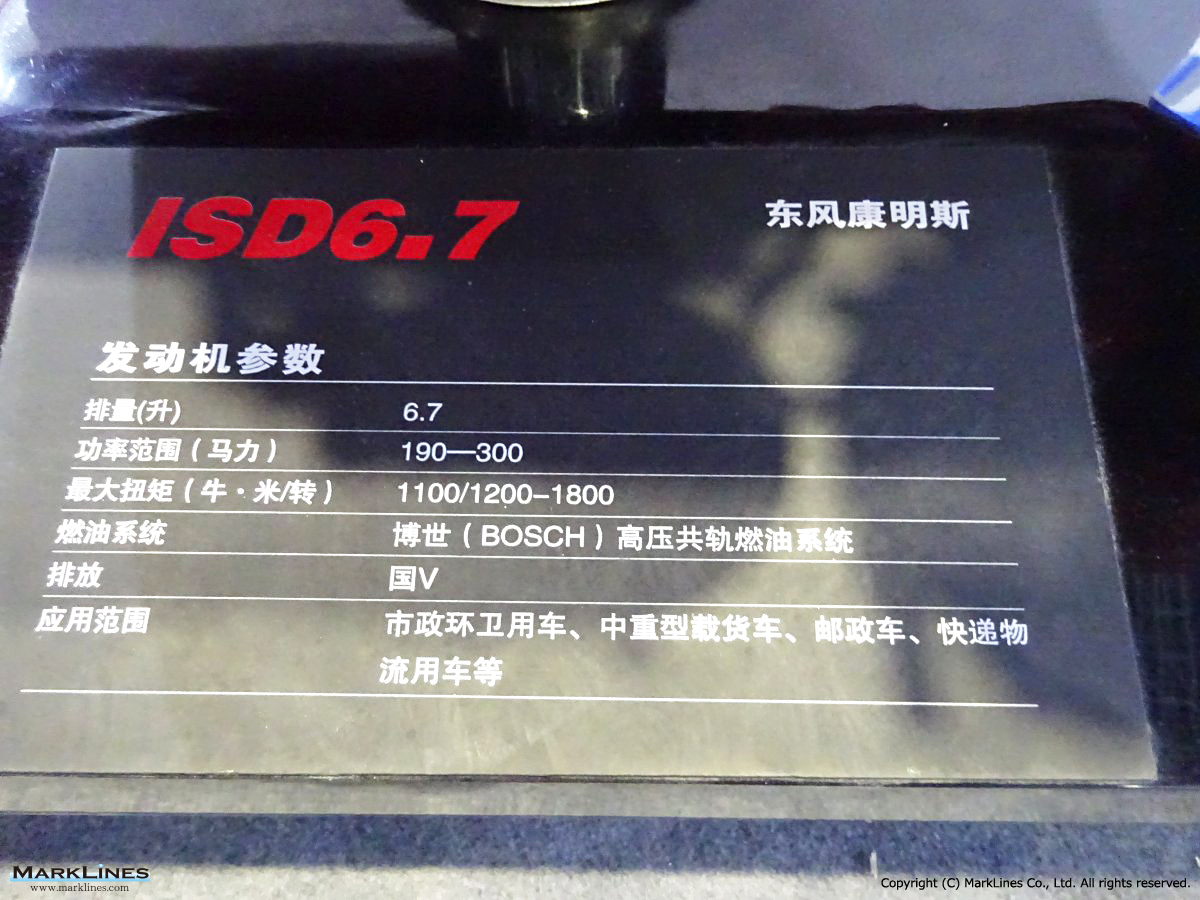 ISD6.7 东风康明斯
发动机参数
排量(升) 6.7
功率范围(马力) 190—300
最大扭矩(牛·米/转) 1100/1200–1800
燃油系统 博世(BOSCH)高压共轨燃油系统
排放 国V
应用范围 市政环卫用车、中重型载货车、邮政车、快递物
流用车等
MARKLINES
www.marklines.com
Copyright (C) MarkLines Co., Ltd. All rights reserved.